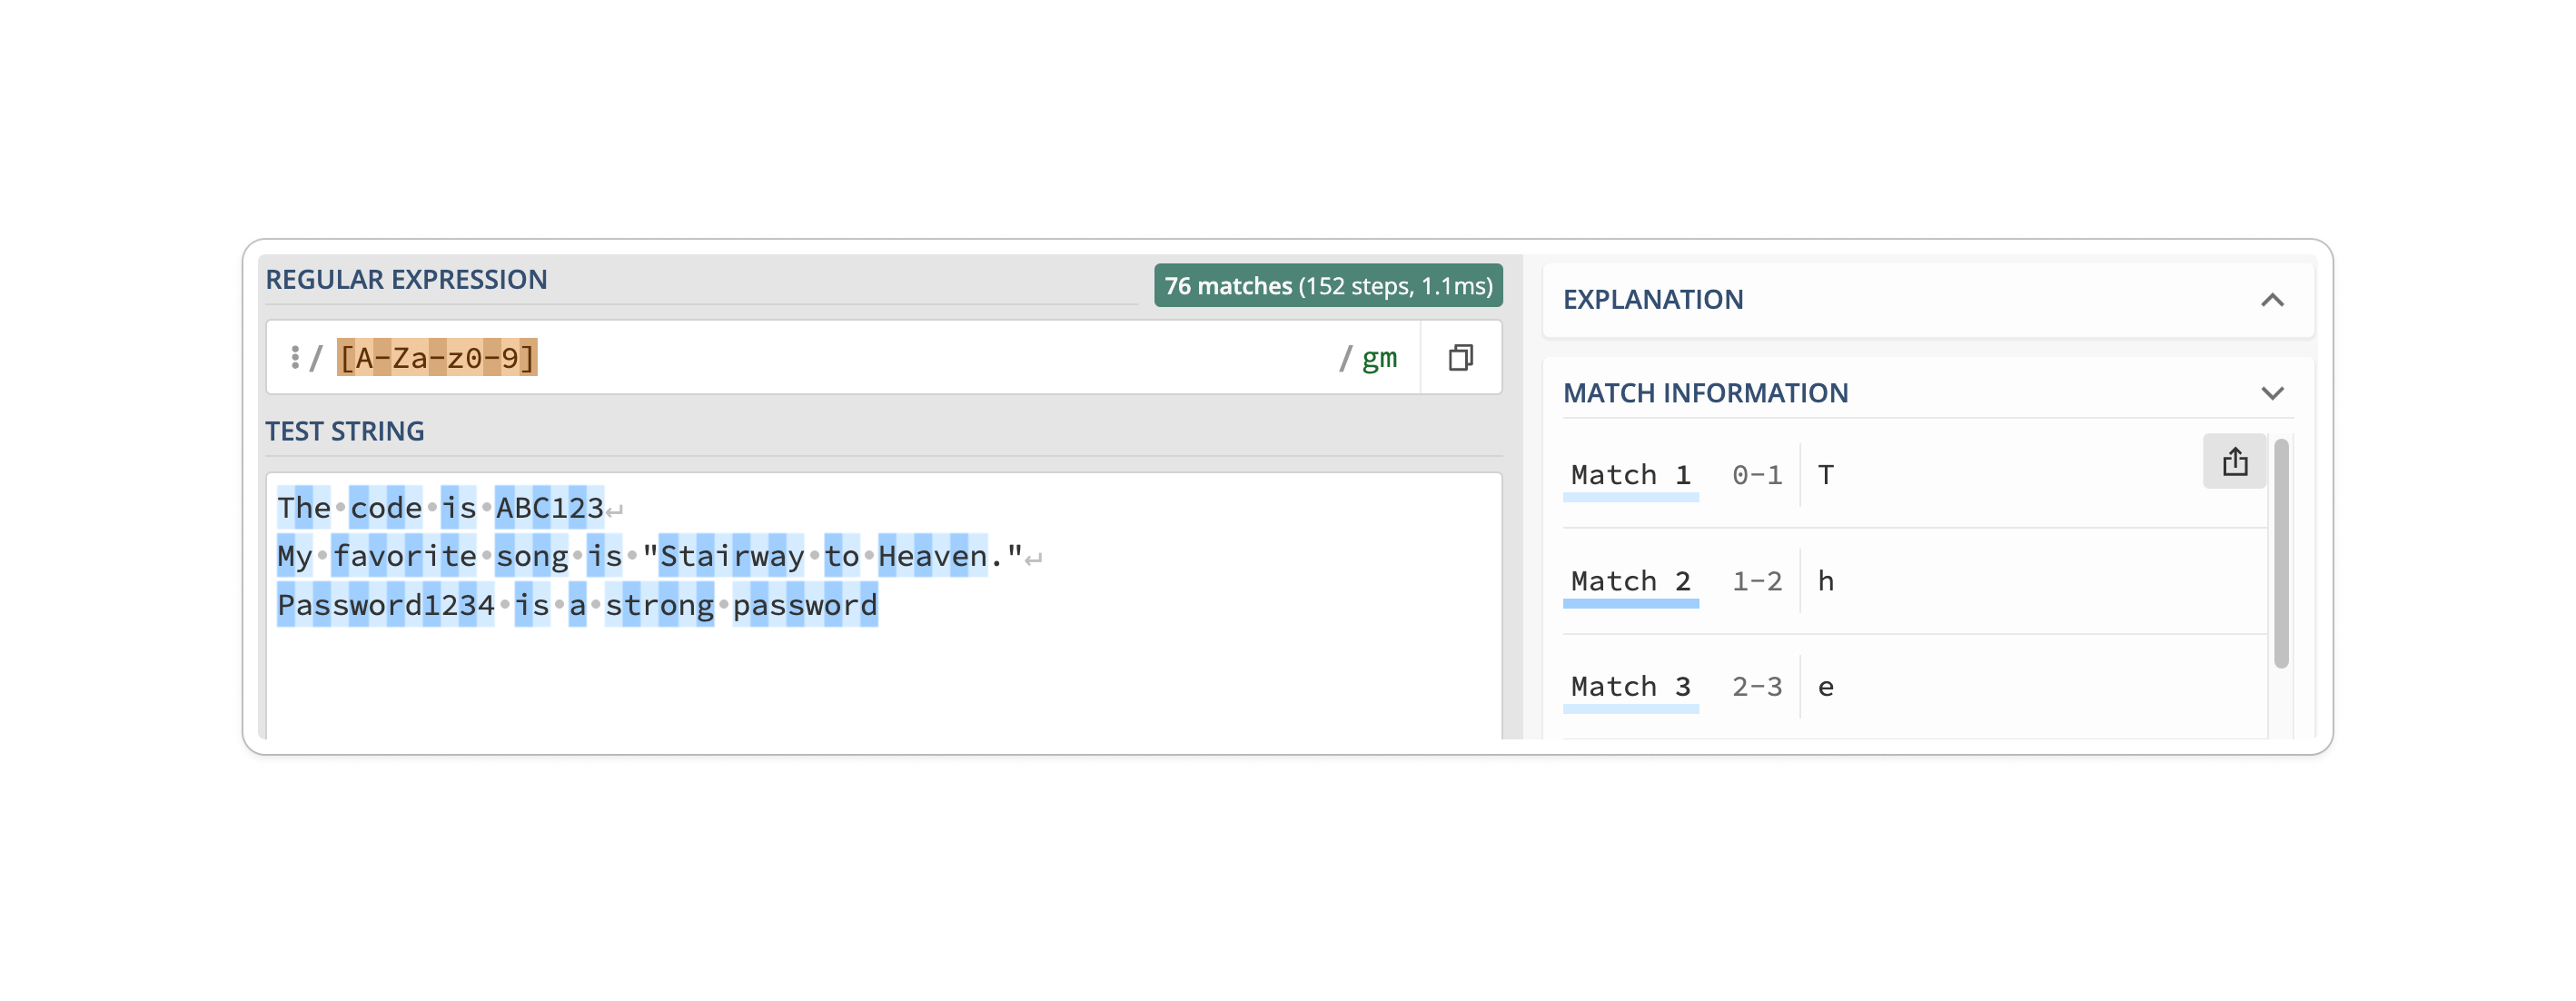 REGULAR EXPRESSION
76 matches (152 steps, 1.1ms)
/ [A-Za-z0-9] / gm
TEST STRING
The·code·is·ABC123↵
My·favorite·song·is·"Stairway·to·Heaven."↵
Password1234·is·a·strong·password
EXPLANATION
MATCH INFORMATION
Match 1 0-1 T
Match 2 1-2 h
Match 3 2-3 e